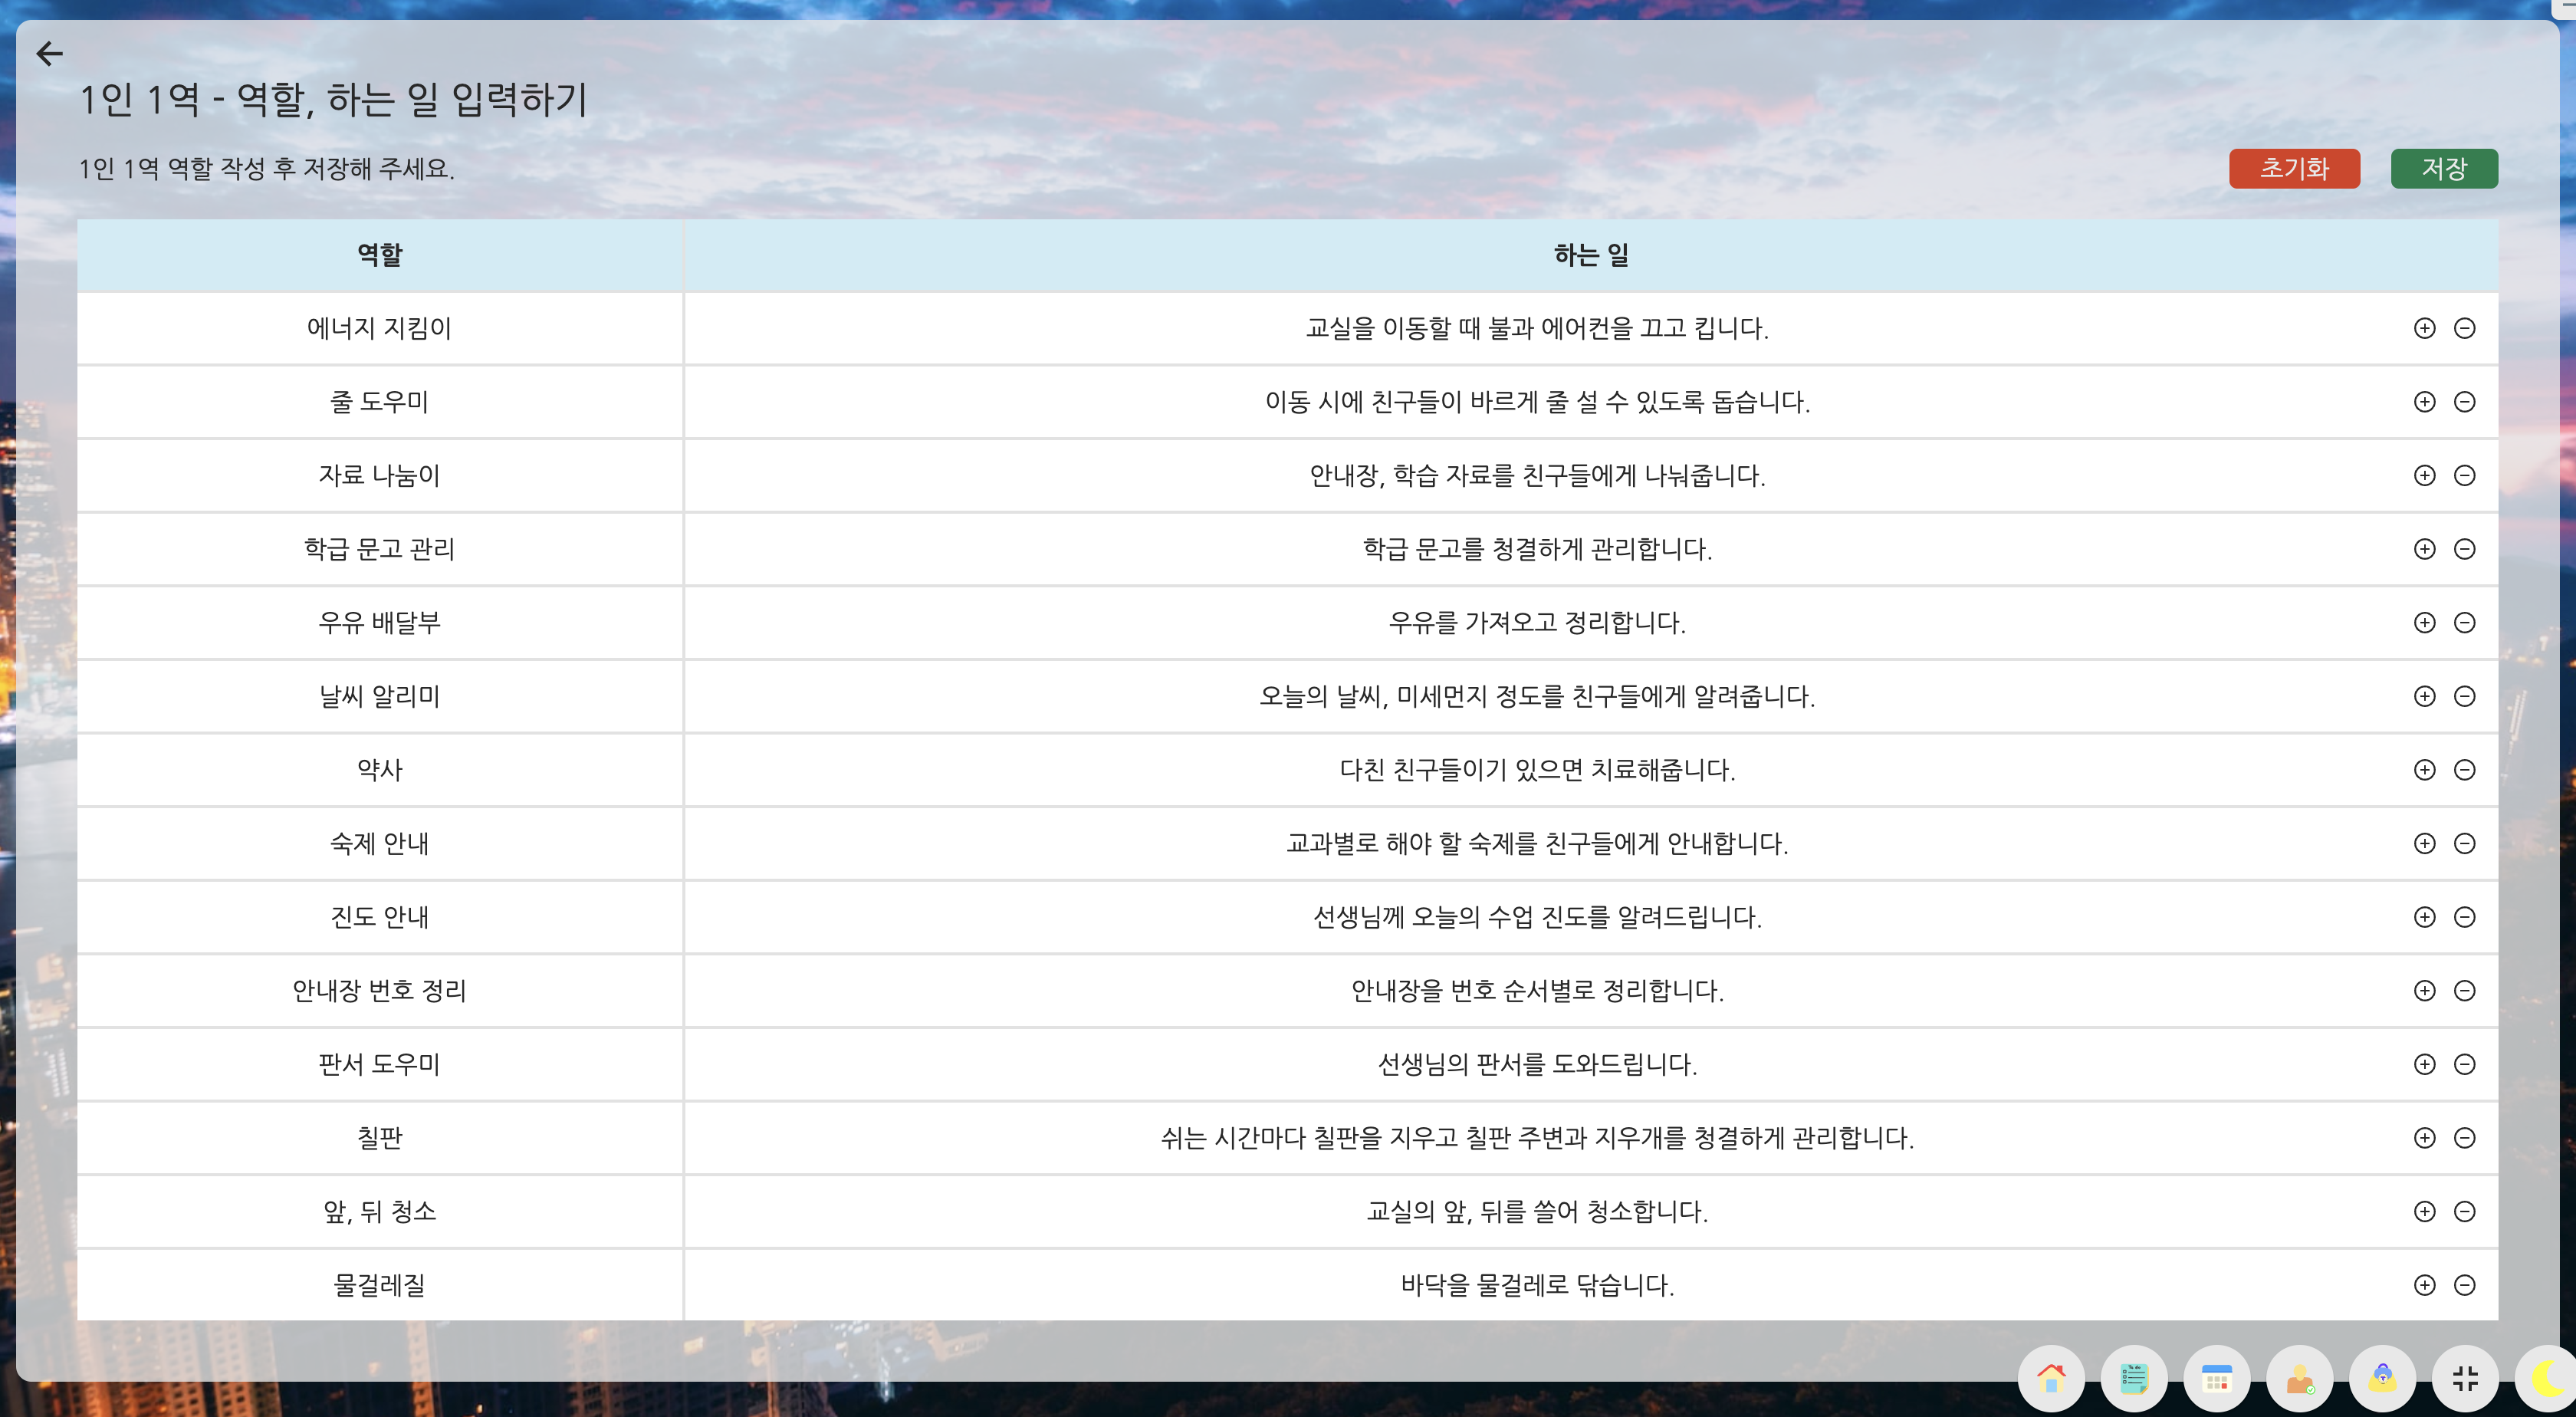 1인 1역 - 역할, 하는 일 입력하기
1인 1역 역할 작성 후 저장해 주세요.
초기화 저장
역할 하는 일
에너지 지킴이 교실을 이동할 때 불과 에어컨을 끄고 킵니다.
줄 도우미 이동 시에 친구들이 바르게 줄 설 수 있도록 돕습니다.
자료 나눔이 안내장, 학습 자료를 친구들에게 나눠줍니다.
학급 문고 관리 학급 문고를 청결하게 관리합니다.
우유 배달부 우유를 가져오고 정리합니다.
날씨 알리미 오늘의 날씨, 미세먼지 정도를 친구들에게 알려줍니다.
약사 다친 친구들이기 있으면 치료해줍니다.
숙제 안내 교과별로 해야 할 숙제를 친구들에게 안내합니다.
진도 안내 선생님께 오늘의 수업 진도를 알려드립니다.
안내장 번호 정리 안내장을 번호 순서별로 정리합니다.
판서 도우미 선생님의 판서를 도와드립니다.
칠판 쉬는 시간마다 칠판을 지우고 칠판 주변과 지우개를 청결하게 관리합니다.
앞, 뒤 청소 교실의 앞, 뒤를 쓸어 청소합니다.
물걸레질 바닥을 물걸레로 닦습니다.